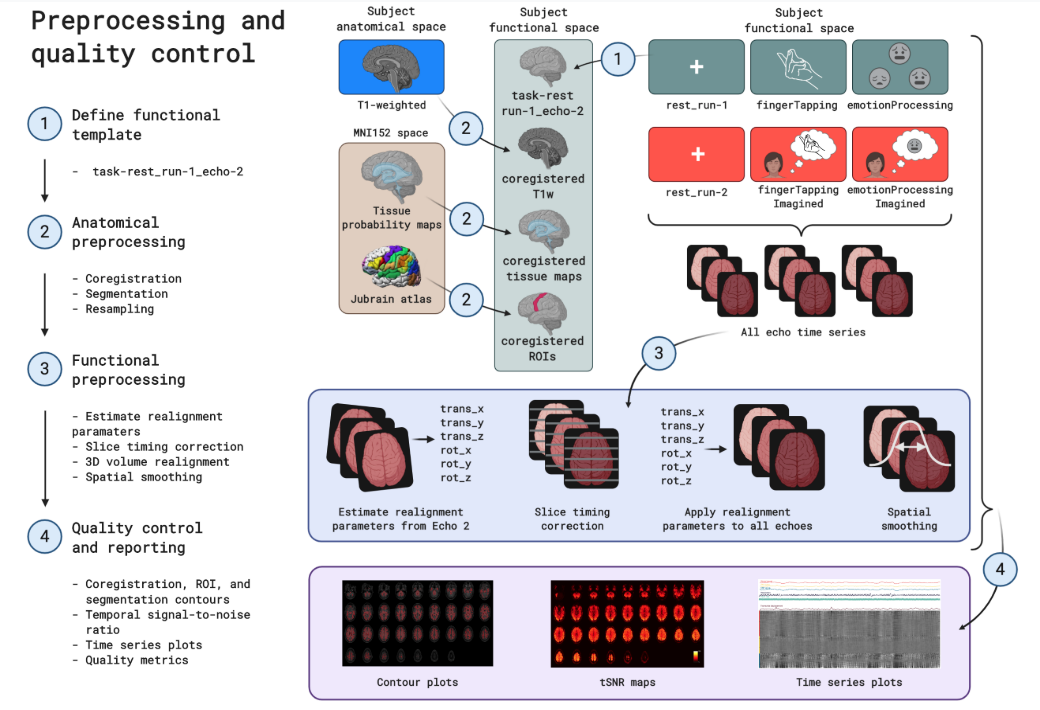 Preprocessing and
quality control
1
Define functional
template
- task-rest_run-1_echo-2
2
Anatomical
preprocessing
- Coregistration
- Segmentation
- Resampling
3
Functional
preprocessing
- Estimate realignment
paramaters
- Slice timing correction
- 3D volume realignment
- Spatial smoothing
4
Quality control
and reporting
- Coregistration, ROI, and
segmentation contours
- Temporal signal-to-noise
ratio
- Time series plots
- Quality metrics
Subject
anatomical space
T1-weighted
MNI152 space
Tissue
probability maps
Jubrain atlas
2
2
2
Subject
functional space
task-rest
run-1_echo-2
coregistered
T1w
coregistered
tissue maps
coregistered
ROIs
1
Subject
functional space
rest_run-1
fingerTapping
emotionProcessing
rest_run-2
fingerTapping
Imagined
emotionProcessing
Imagined
All echo time series
3
trans_x
trans_y
trans_z
rot_x
rot_y
rot_z
Estimate realignment
parameters from Echo 2
Slice timing
correction
trans_x
trans_y
trans_z
rot_x
rot_y
rot_z
Apply realignment
parameters to all echoes
Spatial
smoothing
4
Contour plots
tSNR maps
Time series plots